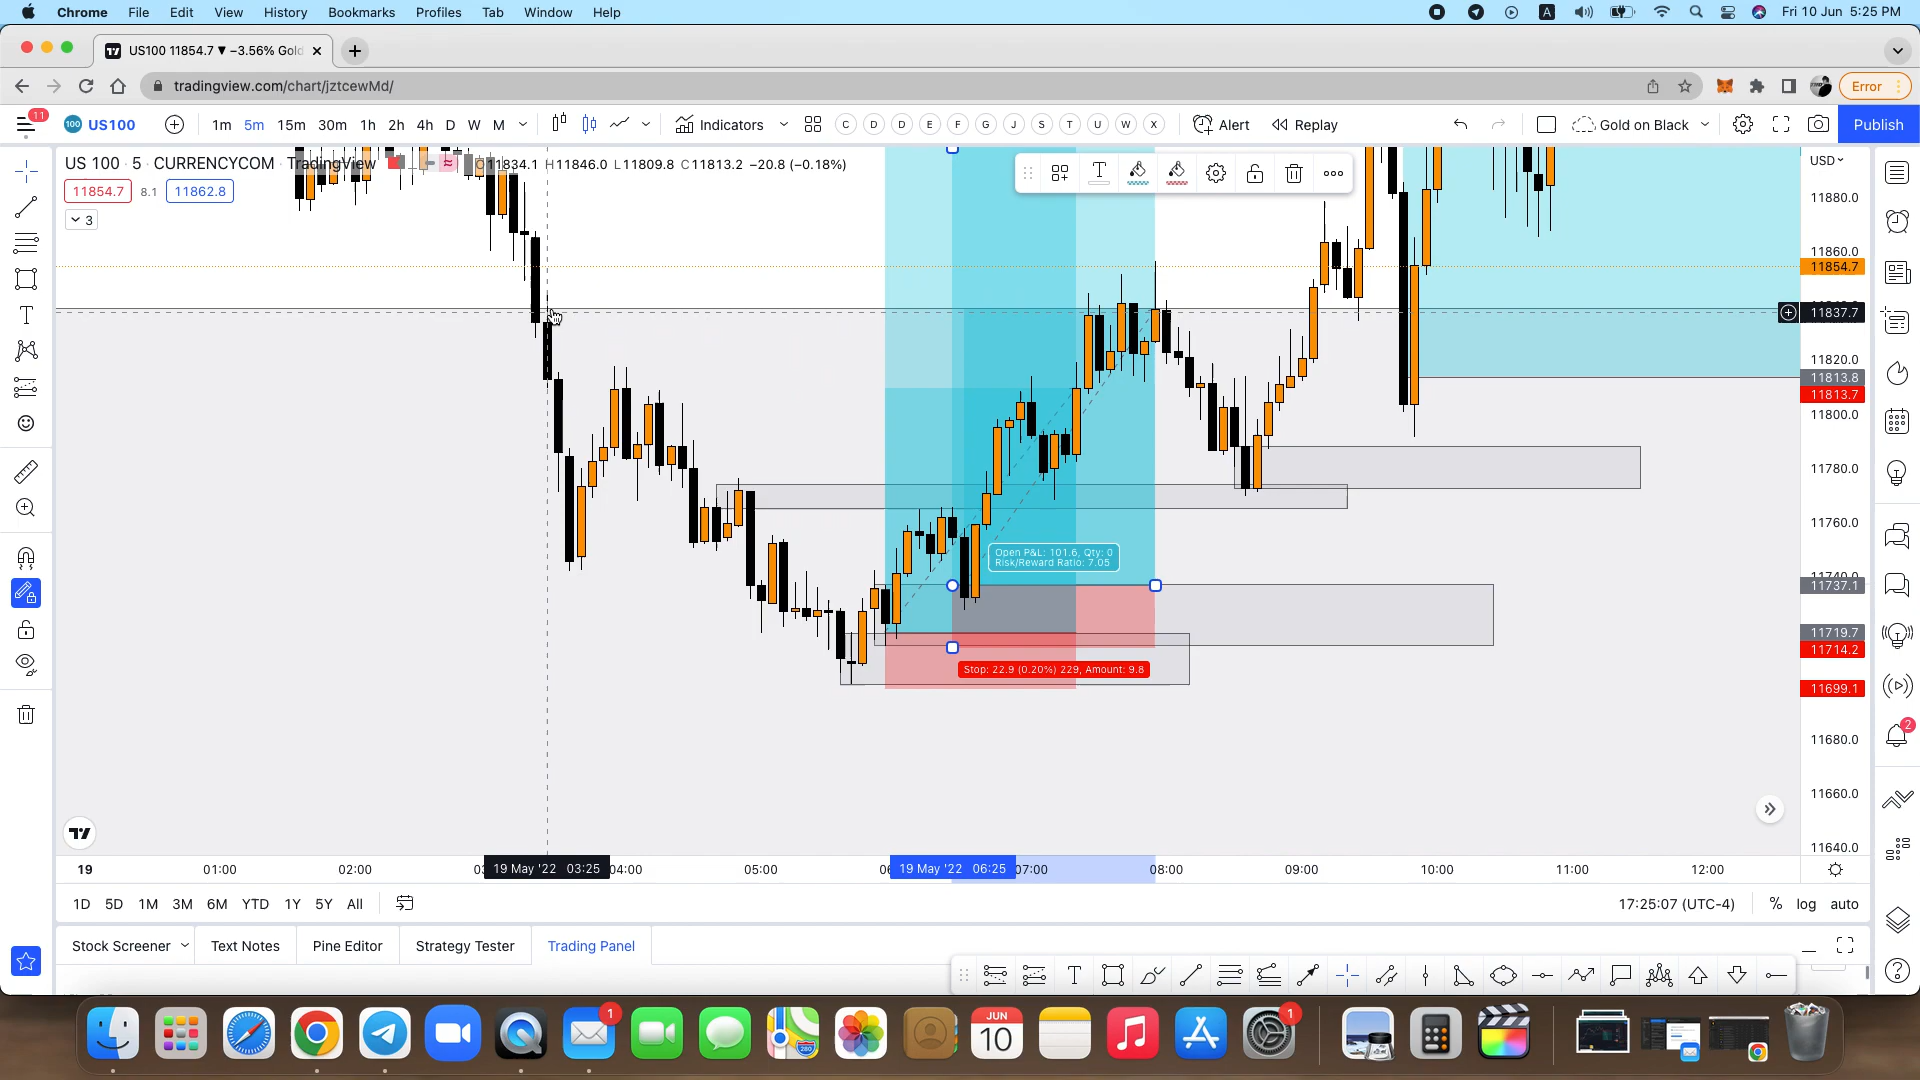 Chrome File Edit View History Bookmarks Profiles Tab Window Help
A Fri 10 Jun 5:25 PM
US100 11854.7 ▼ −3.56% Gold
tradingview.com/chart/jztcewMd/
Error
11 100 US100 1m 5m 15m 30m 1h 2h 4h D W M Indicators C D D E F G J S T U W X Alert Replay Gold on Black Publish
US 100 · 5 · CURRENCYCOM · TradingView O11834.1 H11846.0 L11809.8 C11813.2 −20.8 (−0.18%)
USD
11854.7 8.1 11862.8
3
11880.0
11860.0
11854.7
11837.7
11820.0
11813.8
11813.7
11800.0
11780.0
11760.0
11737.1
11719.7
11714.2
11699.1
11680.0
11660.0
11640.0
Open P&L: 101.6, Qty: 0
Risk/Reward Ratio: 7.05
Stop: 22.9 (0.20%) 229, Amount: 9.8
2
19 01:00 02:00 19 May '22 03:25 04:00 05:00 19 May '22 06:25 07:00 08:00 09:00 10:00 11:00 12:00
1D 5D 1M 3M 6M YTD 1Y 5Y All 17:25:07 (UTC-4) % log auto
Stock Screener Text Notes Pine Editor Strategy Tester Trading Panel
1 JUN 10 1